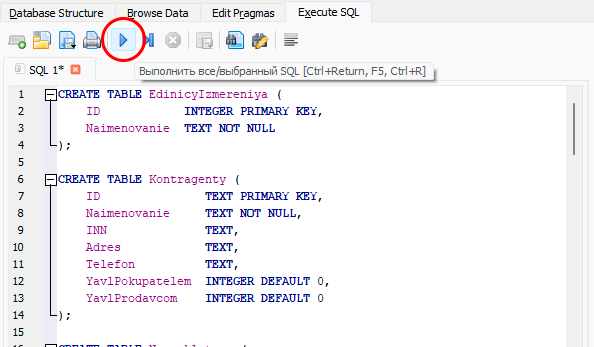 Database Structure Browse Data Edit Pragmas Execute SQL
SQL 1*
Выполнить все/выбранный SQL [Ctrl+Return, F5, Ctrl+R]
1 CREATE TABLE EdinicyIzmereniya (
2 ID INTEGER PRIMARY KEY,
3 Naimenovanie TEXT NOT NULL
4 );
5
6 CREATE TABLE Kontragenty (
7 ID TEXT PRIMARY KEY,
8 Naimenovanie TEXT NOT NULL,
9 INN TEXT,
10 Adres TEXT,
11 Telefon TEXT,
12 YavlPokupatelem INTEGER DEFAULT 0,
13 YavlProdavcom INTEGER DEFAULT 0
14 );
15